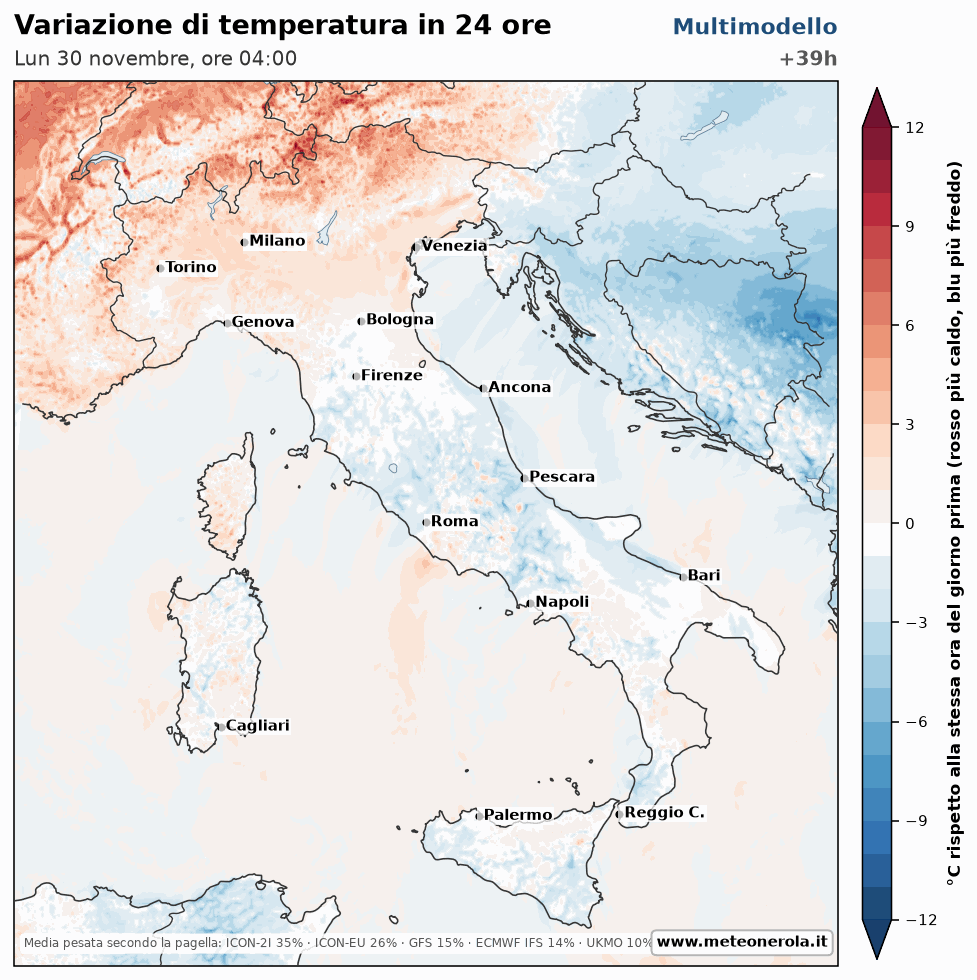 Variazione di temperatura in 24 ore
Multimodello
Lun 30 novembre, ore 04:00
+39h
Milano
Venezia
Torino
Genova
Bologna
Firenze
Ancona
Pescara
Roma
Bari
Napoli
Cagliari
Palermo
Reggio C.
12
9
6
3
0
−3
−6
−9
−12
°C rispetto alla stessa ora del giorno prima (rosso più caldo, blu più freddo)
Media pesata secondo la pagella: ICON-2I 35% · ICON-EU 26% · GFS 15% · ECMWF IFS 14% · UKMO 10%
www.meteonerola.it